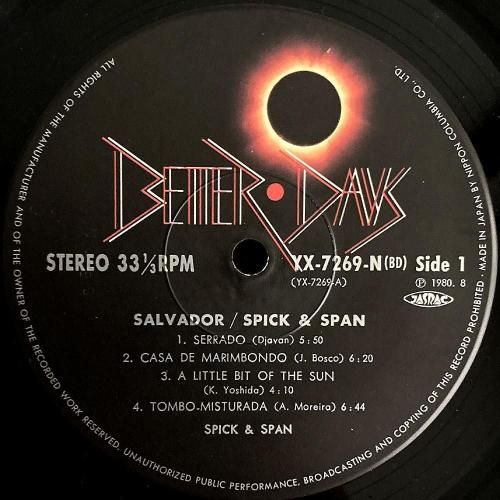 BETTER DAYS
STEREO 33 1/3 RPM
YX-7269-N (BD) Side 1
(YX-7269-A)
Ⓟ 1980. 8
JASRAC
SALVADOR / SPICK & SPAN
1. SERRADO (Djavan) 5:50
2. CASA DE MARIMBONDO (J. Bosco) 6:20
3. A LITTLE BIT OF THE SUN
(K. Yoshida) 4:10
4. TOMBO-MISTURADA (A. Moreira) 6:44
SPICK & SPAN
ALL RIGHTS OF THE MANUFACTURER AND OF THE OWNER OF THE RECORDED WORK RESERVED. UNAUTHORIZED PUBLIC PERFORMANCE, BROADCASTING AND COPYING OF THIS RECORD PROHIBITED · MADE IN JAPAN BY NIPPON COLUMBIA CO., LTD.